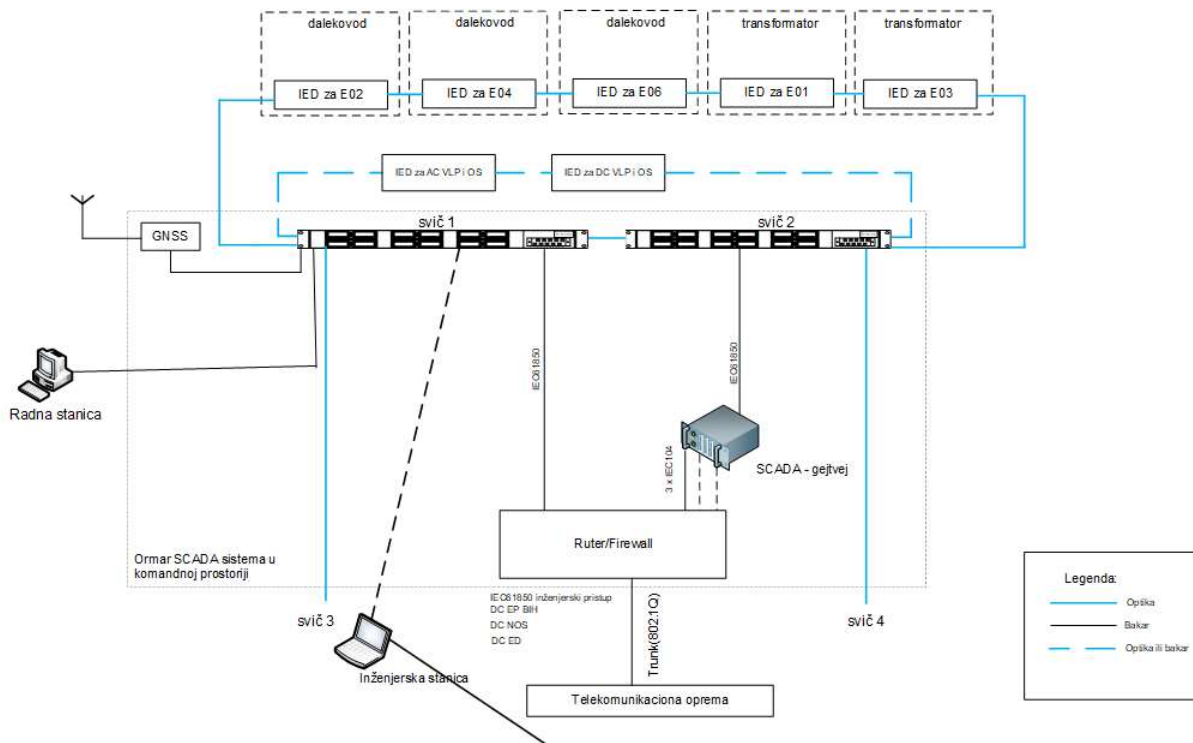 dalekovod
dalekovod
dalekovod
transformator
transformator
IED za E02
IED za E04
IED za E06
IED za E01
IED za E03
IED za AC VLP i OS
IED za DC VLP i OS
svič 1
svič 2
GNSS
Radna stanica
IEC61850
IEC61850
SCADA - gejtvej
3 x IEC104
Ruter/Firewall
Ormar SCADA sistema u
komandnoj prostoriji
svič 3
IEC61850 inženjerski pristup
DC EP BIH
DC NOS
DC ED
Trunk(802.1Q)
svič 4
Inženjerska stanica
Telekomunikaciona oprema
Legenda:
Optika
Bakar
Optika ili bakar